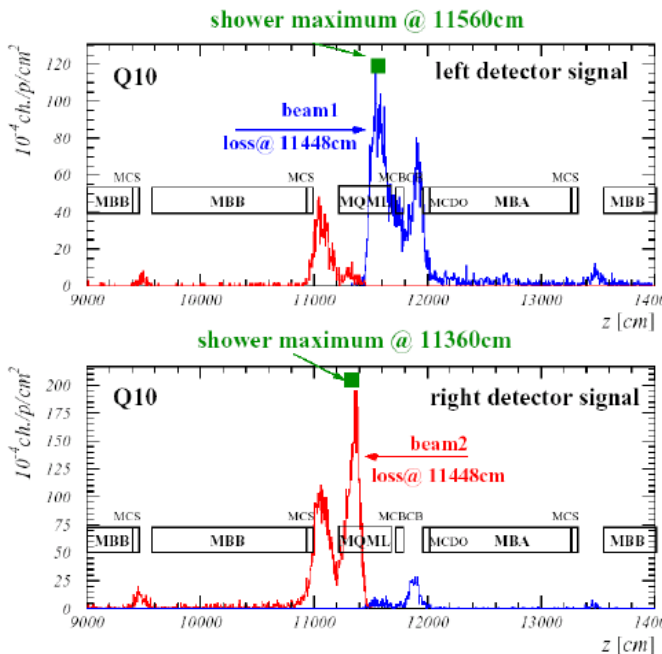 shower maximum @ 11560cm
10⁻⁴ch./p/cm²
Q10
left detector signal
120
100
80
60
40
20
0
beam1
loss@ 11448cm
MCS
MCS
MCBCB
MCS
MBB
MBB
MQML
MCDO
MBA
MBB
9000
10000
11000
12000
13000
1400
z [cm]
shower maximum @ 11360cm
10⁻⁴ch./p/cm²
Q10
right detector signal
200
175
150
125
100
75
50
25
0
beam2
loss@ 11448cm
MCS
MCS
MCBCB
MCS
MBB
MBB
MQML
MCDO
MBA
MBB
9000
10000
11000
12000
13000
1400
z [cm]